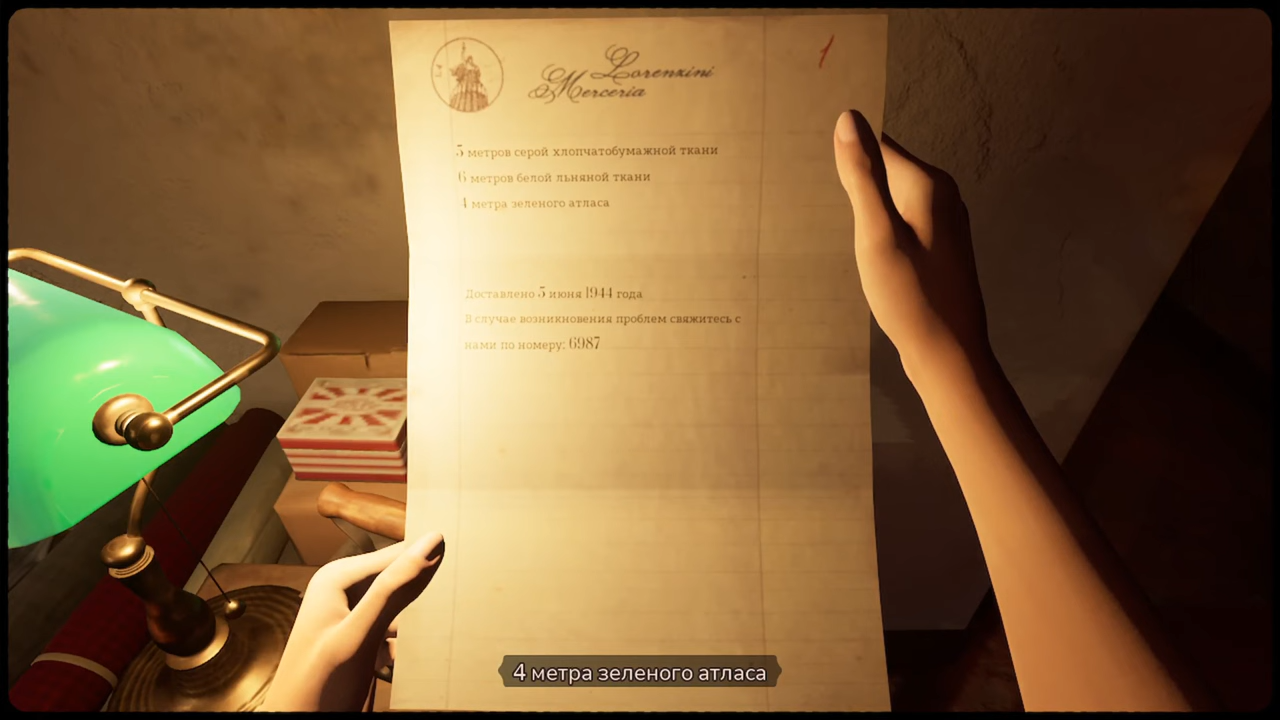 Lorenzini
Merceria
1
5 метров серой хлопчатобумажной ткани
6 метров белой льняной ткани
4 метра зеленого атласа
Доставлено 5 июня 1944 года
В случае возникновения проблем свяжитесь с
нами по номеру: 6987
4 метра зеленого атласа